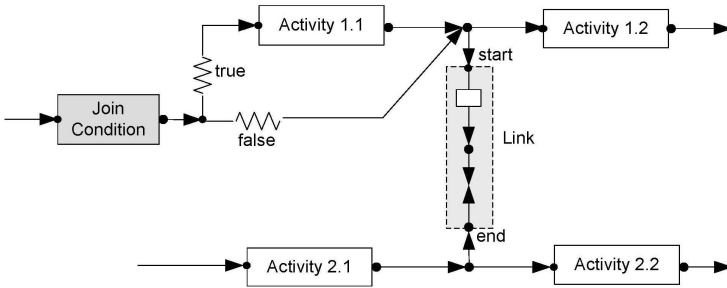 Activity 1.1
Activity 1.2
start
true
Join
Condition
false
Link
end
Activity 2.1
Activity 2.2